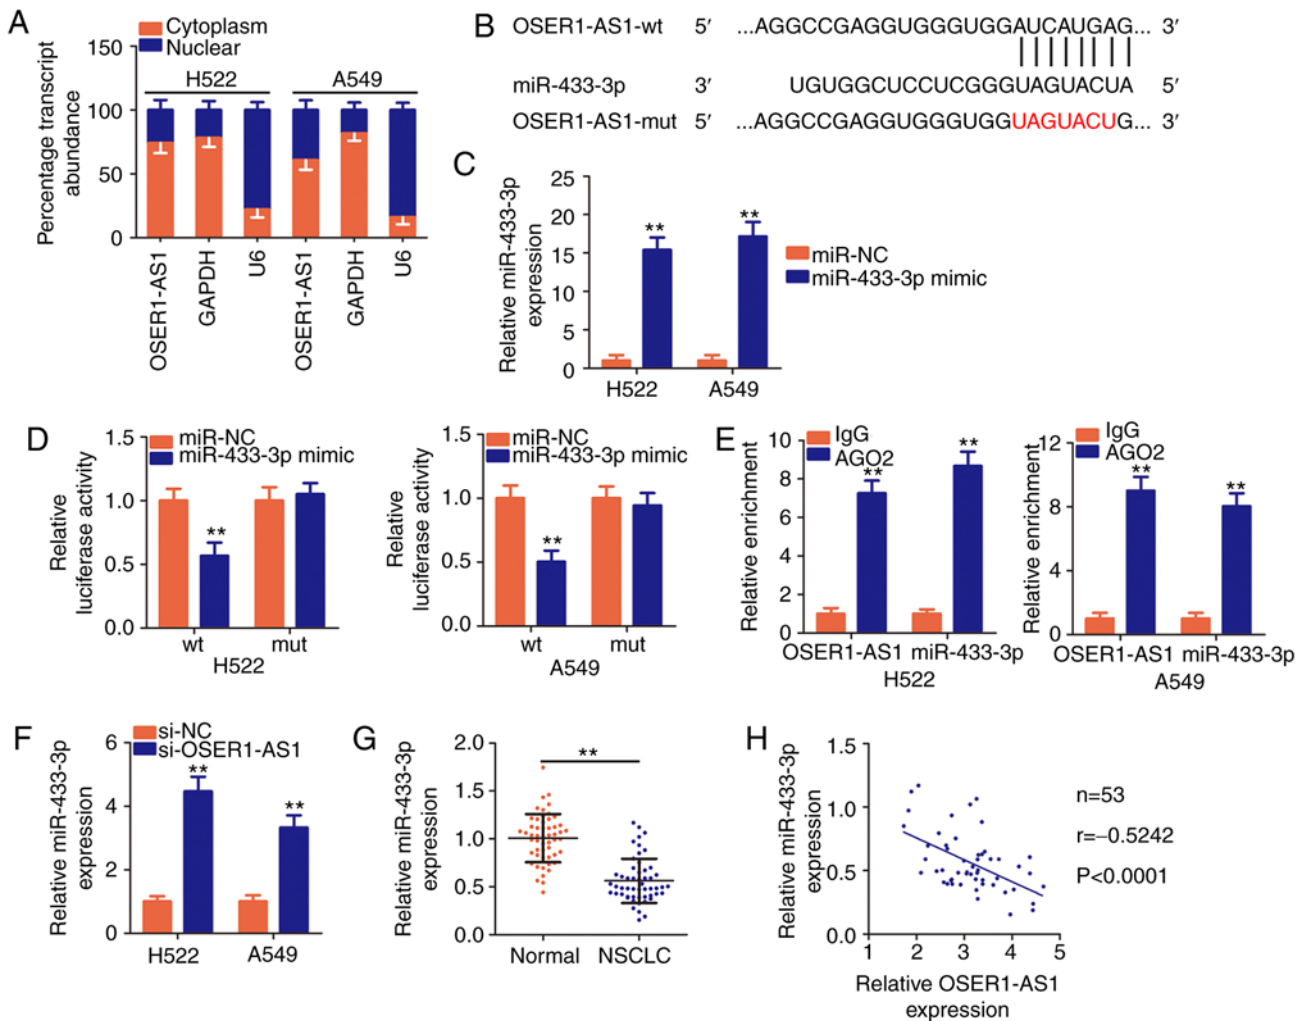 A
Cytoplasm
Nuclear
H522
A549
Percentage transcript
abundance
150
100
50
0
OSER1-AS1
GAPDH
U6
OSER1-AS1
GAPDH
U6
B
OSER1-AS1-wt 5′ ...AGGCCGAGGUGGGUGGAUCAUGAG... 3′
miR-433-3p 3′ UGUGGCUCCUCGGGUAGUACUA 5′
OSER1-AS1-mut 5′ ...AGGCCGAGGUGGGUGGUAGUACUG... 3′
C
Relative miR-433-3p
expression
25
20
15
10
5
0
** **
H522 A549
miR-NC
miR-433-3p mimic
D
miR-NC
miR-433-3p mimic
Relative
luciferase activity
1.5
1.0
0.5
0.0
**
wt mut
H522
miR-NC
miR-433-3p mimic
Relative
luciferase activity
1.5
1.0
0.5
0.0
**
wt mut
A549
E
IgG
AGO2
Relative enrichment
10
8
6
4
2
0
** **
OSER1-AS1 miR-433-3p
H522
IgG
AGO2
Relative enrichment
12
8
4
0
** **
OSER1-AS1 miR-433-3p
A549
F
si-NC
si-OSER1-AS1
Relative miR-433-3p
expression
6
4
2
0
** **
H522 A549
G
Relative miR-433-3p
expression
2.0
1.5
1.0
0.5
0.0
**
Normal NSCLC
H
Relative miR-433-3p
expression
1.5
1.0
0.5
0.0
1 2 3 4 5
Relative OSER1-AS1
expression
n=53
r=−0.5242
P<0.0001